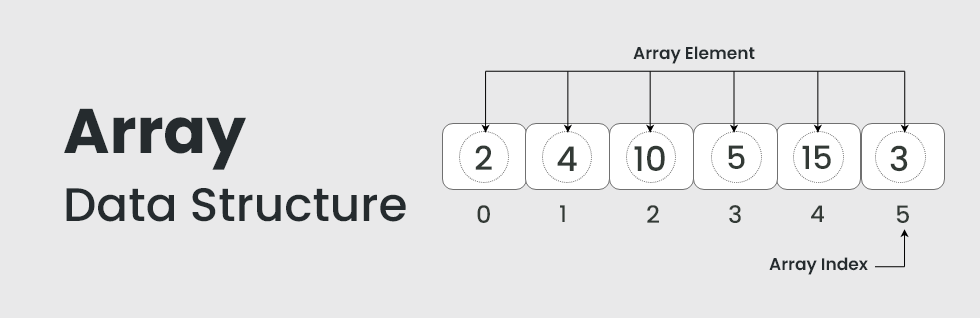 Array
Data Structure
Array Element
2 4 10 5 15 3
0 1 2 3 4 5
Array Index